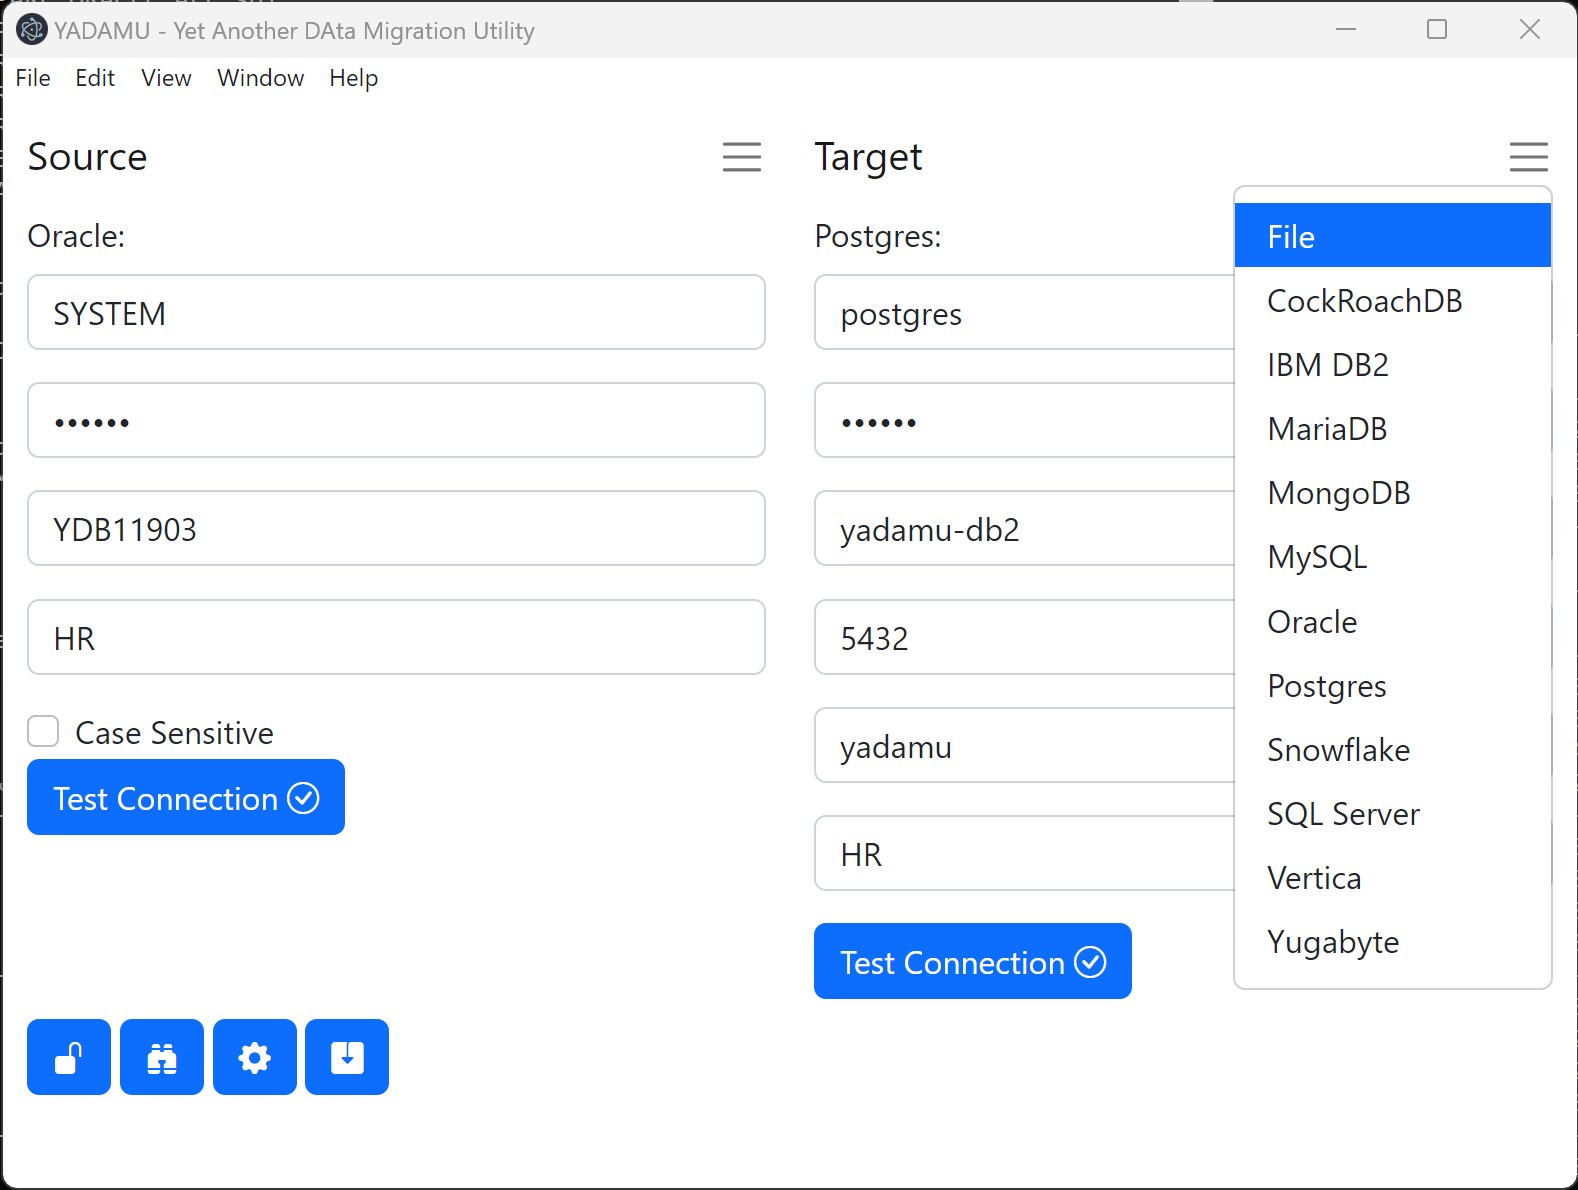 YADAMU - Yet Another DAta Migration Utility
File Edit View Window Help
Source
Oracle:
SYSTEM
••••••
YDB11903
HR
Case Sensitive
Test Connection
Target
Postgres:
postgres
••••••
yadamu-db2
5432
yadamu
HR
Test Connection
File
CockRoachDB
IBM DB2
MariaDB
MongoDB
MySQL
Oracle
Postgres
Snowflake
SQL Server
Vertica
Yugabyte